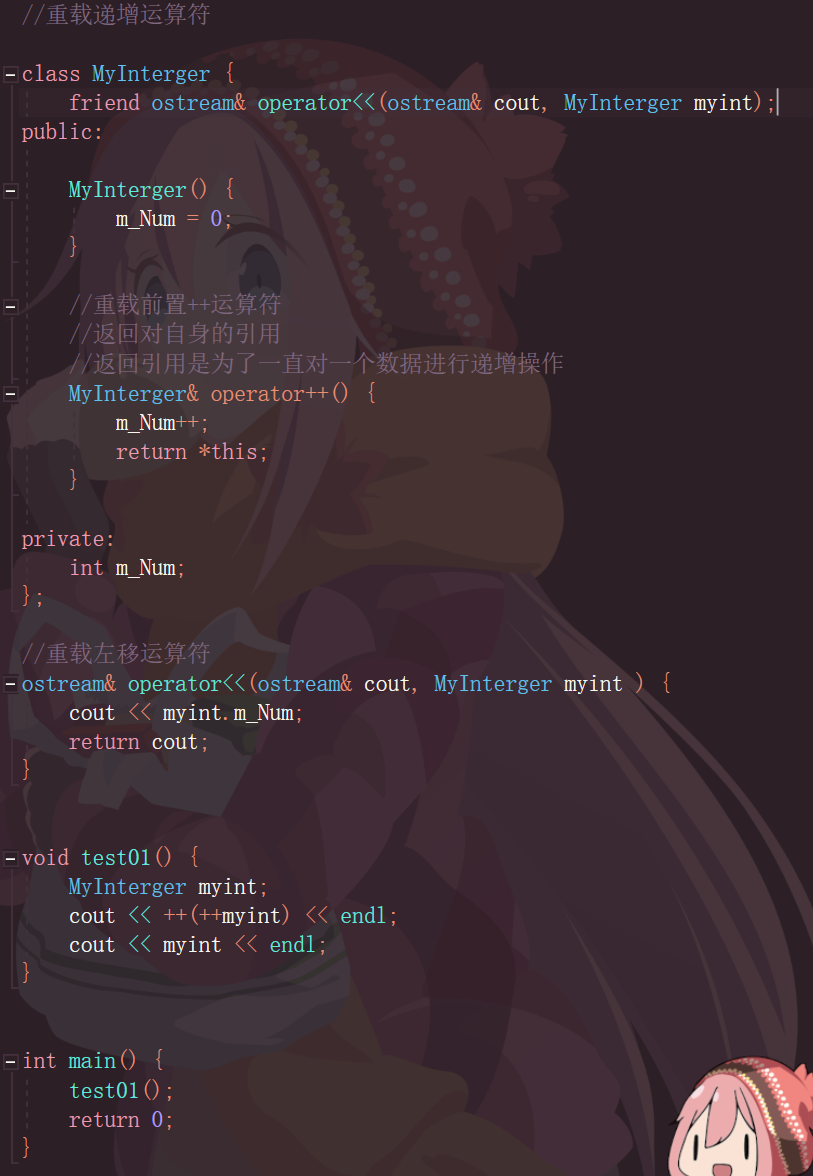 //重载递增运算符
class MyInterger {
friend ostream& operator<<(ostream& cout, MyInterger myint);
public:
MyInterger() {
m_Num = 0;
}
//重载前置++运算符
//返回对自身的引用
//返回引用是为了一直对一个数据进行递增操作
MyInterger& operator++() {
m_Num++;
return *this;
}
private:
int m_Num;
};
//重载左移运算符
ostream& operator<<(ostream& cout, MyInterger myint ) {
cout << myint.m_Num;
return cout;
}
void test01() {
MyInterger myint;
cout << ++(++myint) << endl;
cout << myint << endl;
}
int main() {
test01();
return 0;
}